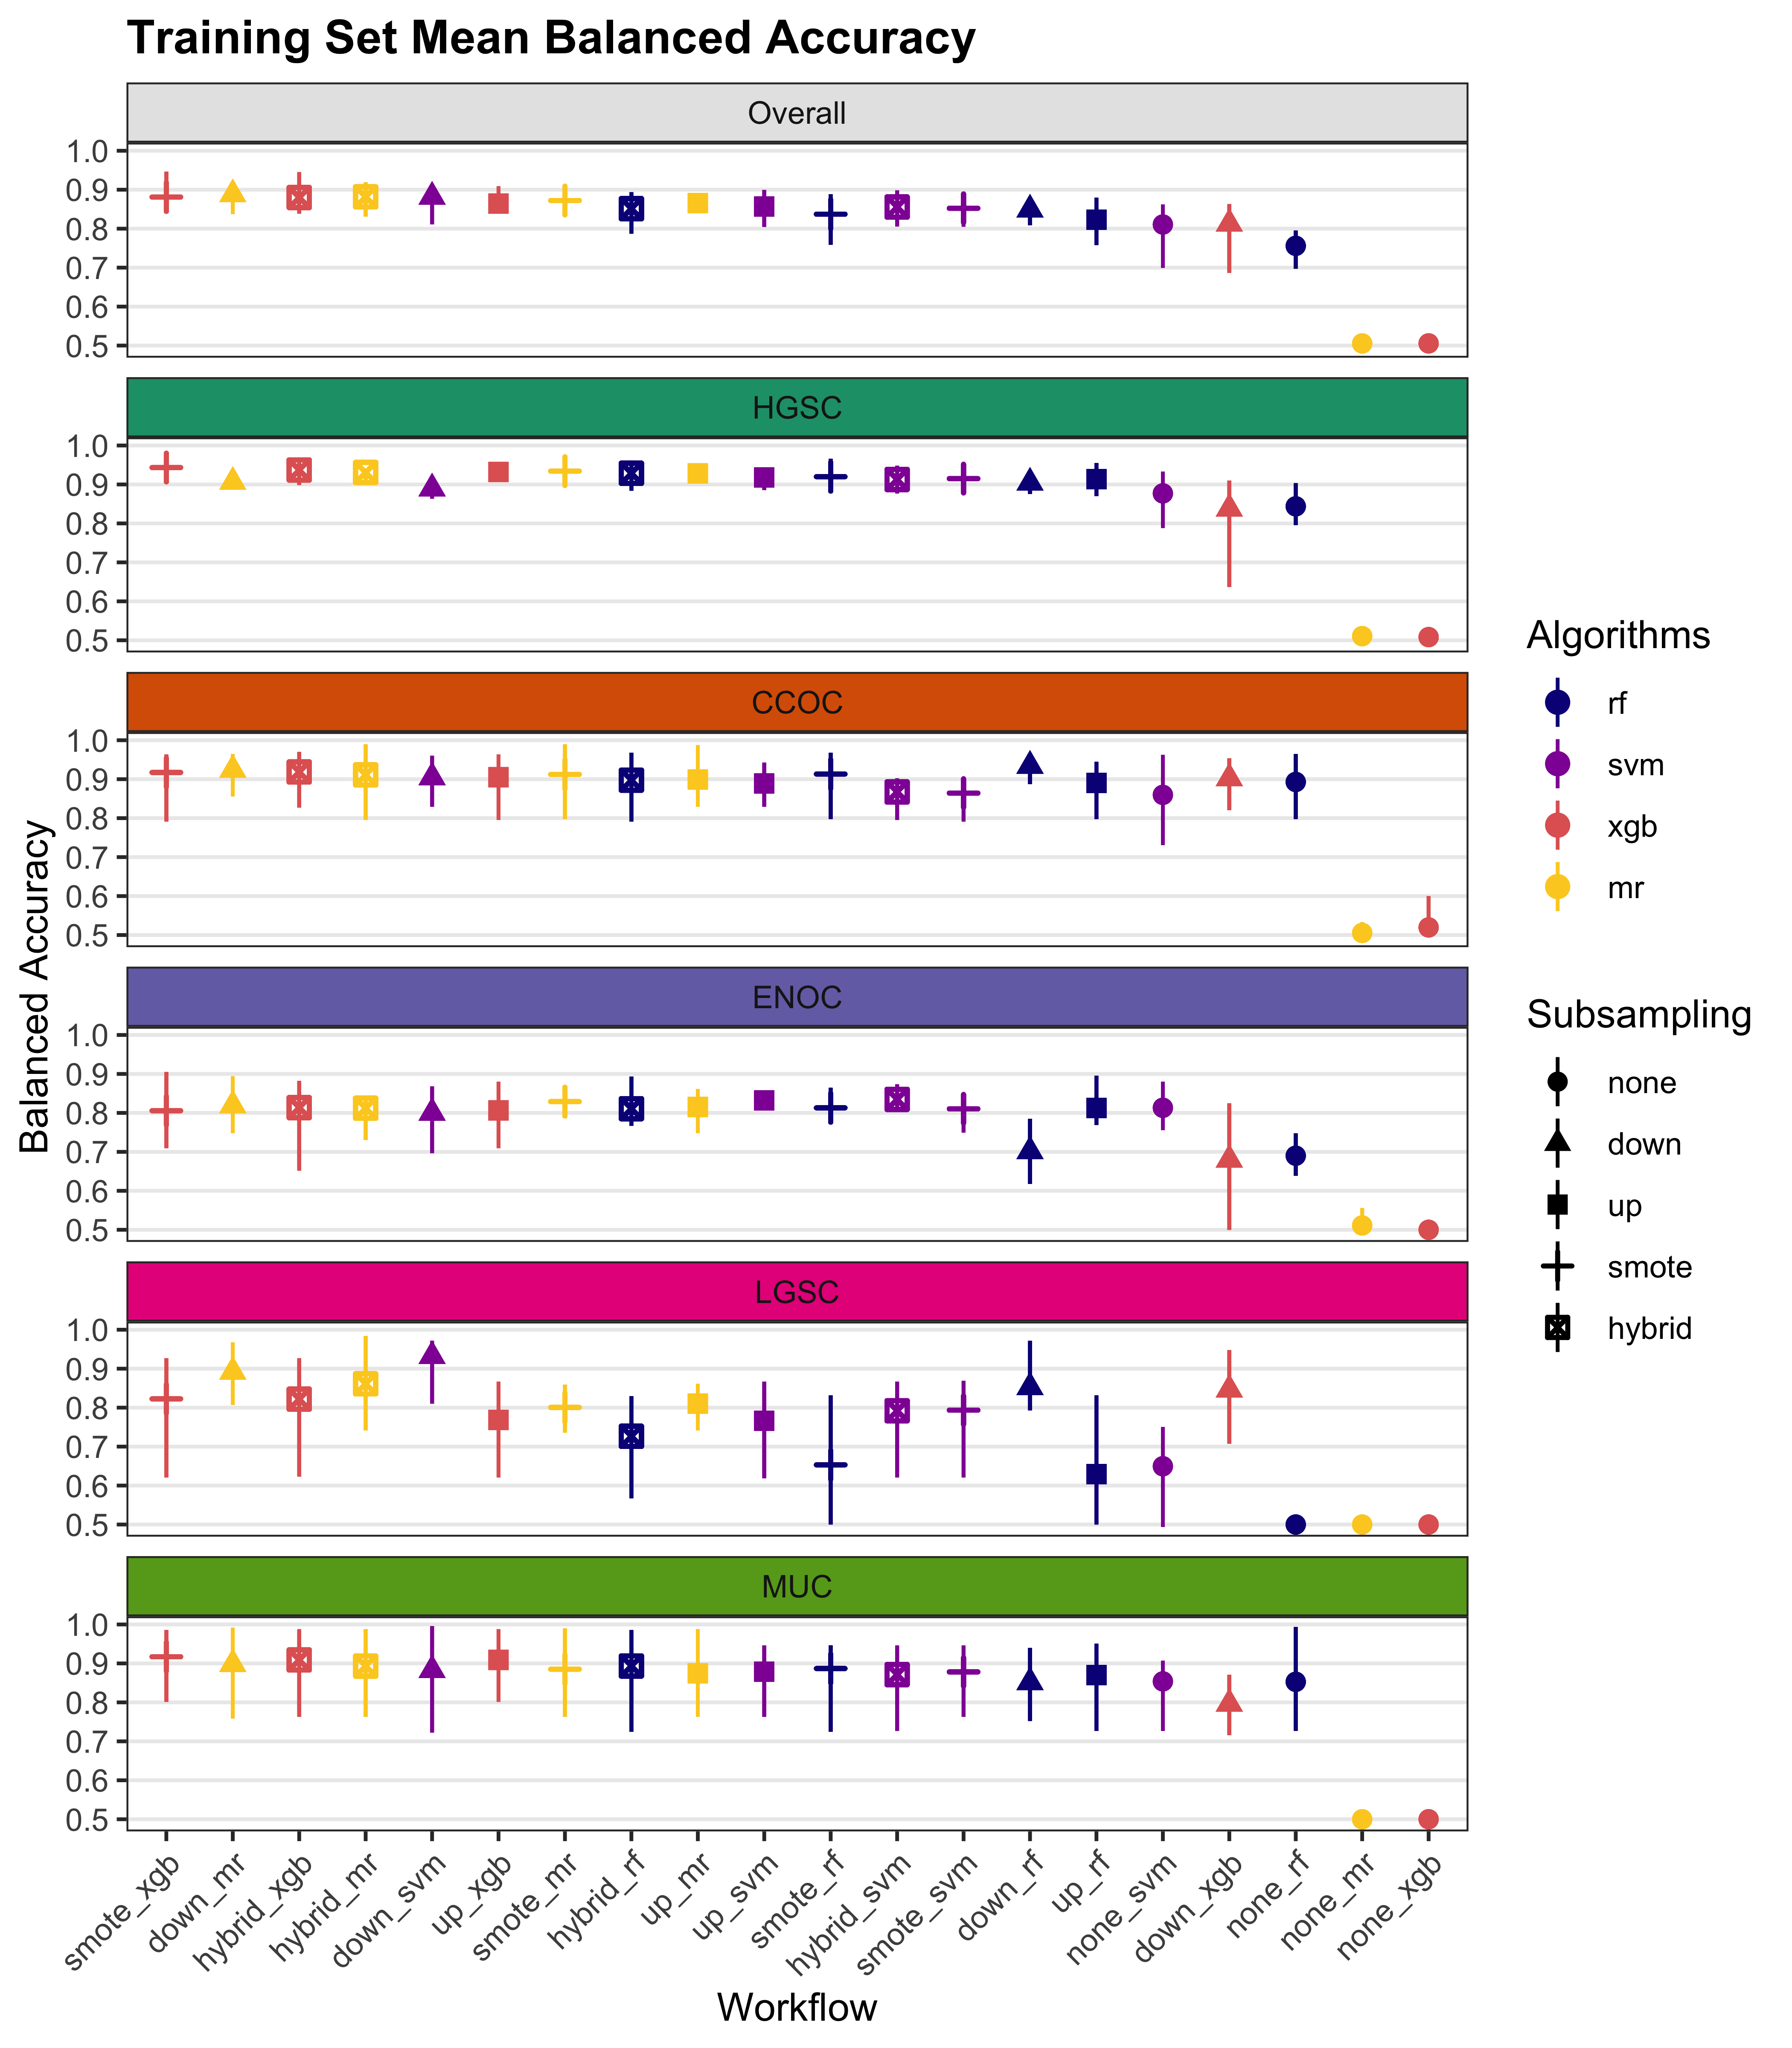 Training Set Mean Balanced Accuracy
Overall
1.0
0.9
0.8
0.7
0.6
0.5
HGSC
1.0
0.9
0.8
0.7
0.6
0.5
CCOC
1.0
0.9
0.8
0.7
0.6
0.5
ENOC
1.0
0.9
0.8
0.7
0.6
0.5
LGSC
1.0
0.9
0.8
0.7
0.6
0.5
MUC
1.0
0.9
0.8
0.7
0.6
0.5
Balanced Accuracy
smote_xgb
down_mr
hybrid_xgb
hybrid_mr
down_svm
up_xgb
smote_mr
hybrid_rf
up_mr
up_svm
smote_rf
hybrid_svm
smote_svm
down_rf
up_rf
none_svm
down_xgb
none_rf
none_mr
none_xgb
Workflow
Algorithms
rf
svm
xgb
mr
Subsampling
none
down
up
smote
hybrid